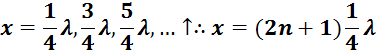 x = 1/4 λ, 3/4 λ, 5/4 λ, … ↑∴ x = (2n + 1) 1/4 λ